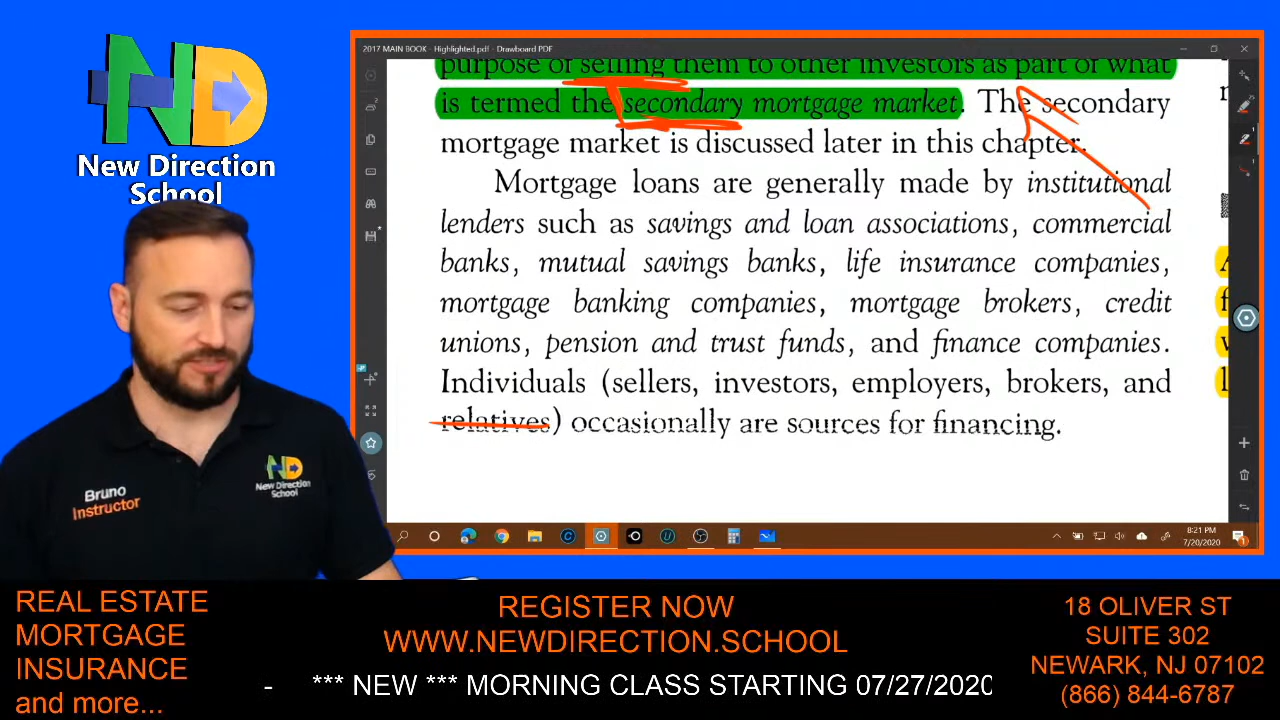 ND
New Direction
School
2017 MAIN BOOK - Highlighted.pdf - Drawboard PDF
purpose of selling them to other investors as part of what
is termed the secondary mortgage market. The secondary
mortgage market is discussed later in this chapter.
Mortgage loans are generally made by institutional
lenders such as savings and loan associations, commercial
banks, mutual savings banks, life insurance companies,
mortgage banking companies, mortgage brokers, credit
unions, pension and trust funds, and finance companies.
Individuals (sellers, investors, employers, brokers, and
relatives) occasionally are sources for financing.
8:21 PM
7/20/2020
Bruno
Instructor
ND
New Direction
School
REAL ESTATE
MORTGAGE
INSURANCE
and more...
REGISTER NOW
WWW.NEWDIRECTION.SCHOOL
- *** NEW *** MORNING CLASS STARTING 07/27/2020
18 OLIVER ST
SUITE 302
NEWARK, NJ 07102
(866) 844-6787